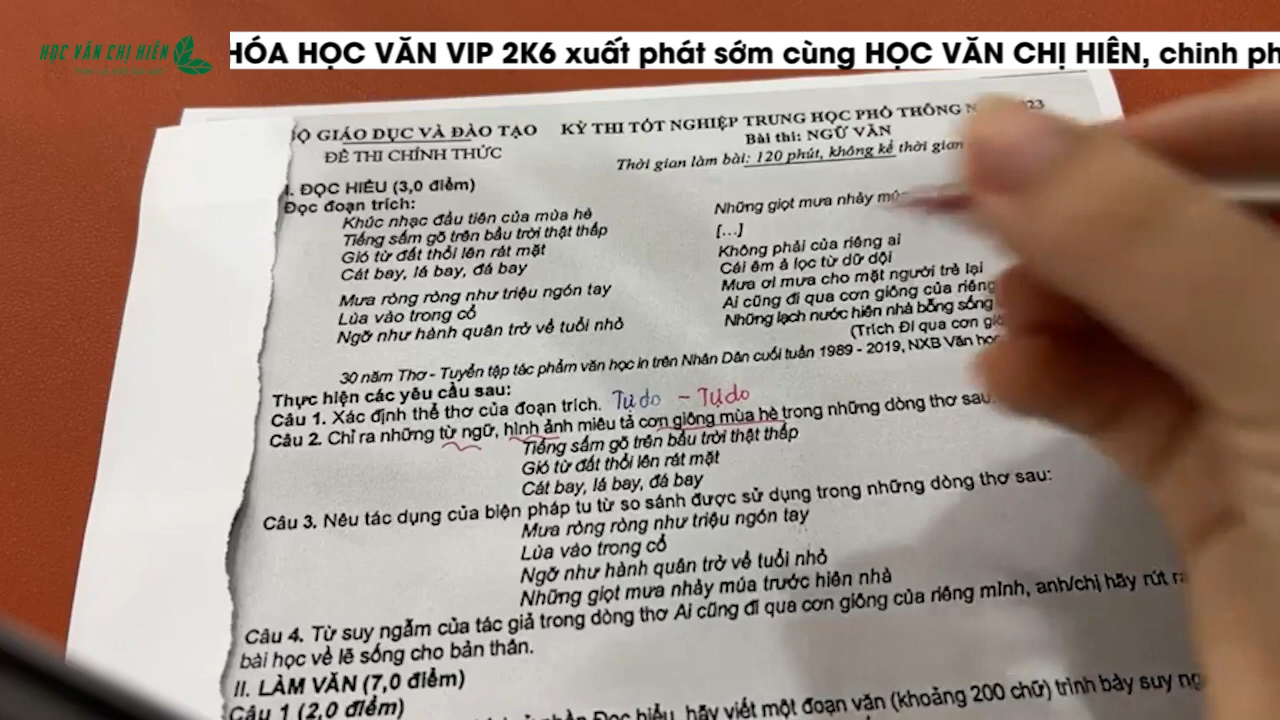 HỌC VĂN CHỊ HIÊN
HÓA HỌC VĂN VIP 2K6 xuất phát sớm cùng HỌC VĂN CHỊ HIÊN, chinh ph
BỘ GIÁO DỤC VÀ ĐÀO TẠO
ĐỀ THI CHÍNH THỨC
KỲ THI TỐT NGHIỆP TRUNG HỌC PHỔ THÔNG
Bài thi: NGỮ VĂN
Thời gian làm bài: 120 phút, không kể thời gian
I. ĐỌC HIỂU (3,0 điểm)
Đọc đoạn trích:
Khúc nhạc đầu tiên của mùa hè
Tiếng sấm gõ trên bầu trời thật thấp
Gió từ đất thổi lên rát mặt
Cát bay, lá bay, đá bay
Mưa ròng ròng như triệu ngón tay
Lùa vào trong cỏ
Ngỡ như hành quân trở về tuổi nhỏ
Những giọt mưa nhảy
[...]
Không phải của riêng ai
Cái êm ả lọc từ dữ dội
Mưa ơi mưa cho mặt người trẻ lại
Ai cũng đi qua cơn giông của riêng
Những lạch nước hiên nhà bỗng sống
(Trích Đi qua cơn
30 năm Thơ - Tuyển tập tác phẩm văn học in trên Nhân Dân cuối tuần 1989 - 2019, NXB Văn
Thực hiện các yêu cầu sau:
Câu 1. Xác định thể thơ của đoạn trích. Tự do - Tự do
Câu 2. Chỉ ra những từ ngữ, hình ảnh miêu tả cơn giông mùa hè trong những dòng thơ sau:
Tiếng sấm gõ trên bầu trời thật thấp
Gió từ đất thổi lên rát mặt
Cát bay, lá bay, đá bay
Câu 3. Nêu tác dụng của biện pháp tu từ so sánh được sử dụng trong những dòng thơ sau:
Mưa ròng ròng như triệu ngón tay
Lùa vào trong cỏ
Ngỡ như hành quân trở về tuổi nhỏ
Những giọt mưa nhảy múa trước hiên nhà
Câu 4. Từ suy ngẫm của tác giả trong dòng thơ Ai cũng đi qua cơn giông của riêng mình, anh/chị hãy rút ra
bài học về lẽ sống cho bản thân.
II. LÀM VĂN (7,0 điểm)
Câu 1 (2,0 điểm)
phần Đọc hiểu, hãy viết một đoạn văn (khoảng 200 chữ) trình bày suy